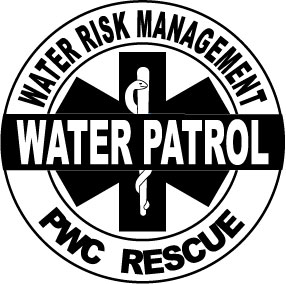 WATER RISK MANAGEMENT
WATER PATROL
PWC RESCUE